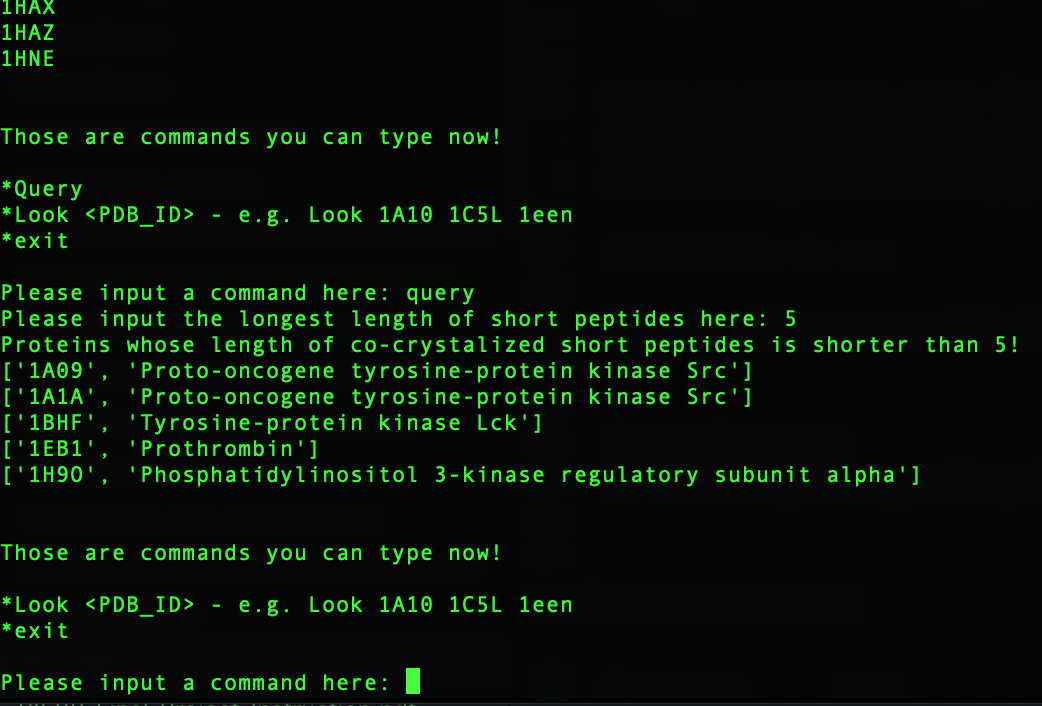 1HAX
1HAZ
1HNE
Those are commands you can type now!
*Query
*Look <PDB_ID> - e.g. Look 1A10 1C5L 1een
*exit
Please input a command here: query
Please input the longest length of short peptides here: 5
Proteins whose length of co-crystalized short peptides is shorter than 5!
['1A09', 'Proto-oncogene tyrosine-protein kinase Src']
['1A1A', 'Proto-oncogene tyrosine-protein kinase Src']
['1BHF', 'Tyrosine-protein kinase Lck']
['1EB1', 'Prothrombin']
['1H9O', 'Phosphatidylinositol 3-kinase regulatory subunit alpha']
Those are commands you can type now!
*Look <PDB_ID> - e.g. Look 1A10 1C5L 1een
*exit
Please input a command here: